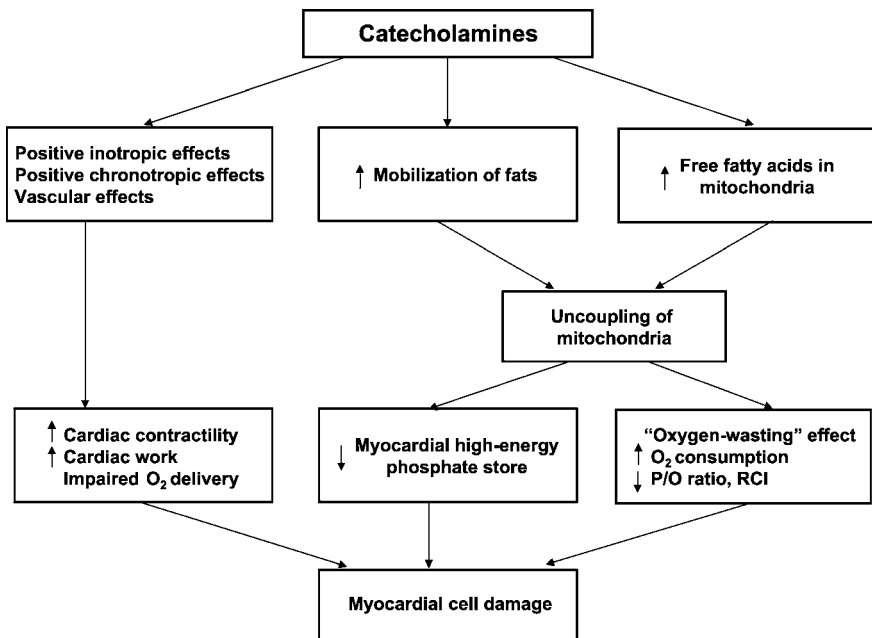 Catecholamines
Positive inotropic effects
Positive chronotropic effects
Vascular effects
↑ Mobilization of fats
↑ Free fatty acids in
mitochondria
Uncoupling of
mitochondria
↑ Cardiac contractility
↑ Cardiac work
Impaired O₂ delivery
↓ Myocardial high-energy
phosphate store
“Oxygen-wasting” effect
↑ O₂ consumption
↓ P/O ratio, RCI
Myocardial cell damage